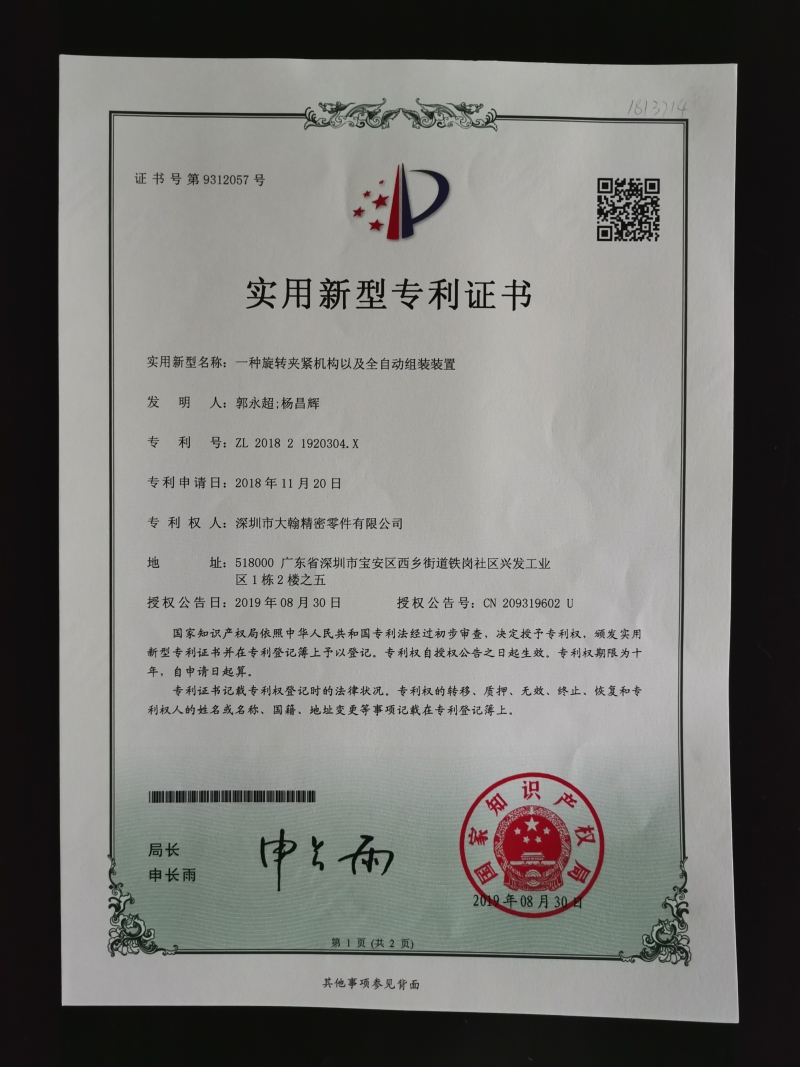 1813714
证书号第9312057号
实用新型专利证书
实用新型名称：一种旋转夹紧机构以及全自动组装装置
发明人：郭永超;杨昌辉
专利号：ZL 2018 2 1920304.X
专利申请日：2018年11月20日
专利权人：深圳市大翰精密零件有限公司
地址：518000 广东省深圳市宝安区西乡街道铁岗社区兴发工业
区1栋2楼之五
授权公告日：2019年08月30日 授权公告号：CN 209319602 U
国家知识产权局依照中华人民共和国专利法经过初步审查，决定授予专利权，颁发实用
新型专利证书并在专利登记簿上予以登记。专利权自授权公告之日起生效。专利权期限为十
年，自申请日起算。
专利证书记载专利权登记时的法律状况。专利权的转移、质押、无效、终止、恢复和专
利权人的姓名或名称、国籍、地址变更等事项记载在专利登记簿上。
局长
申长雨
申长雨
国家知识产权局
2019年08月30日
第1页(共2页)
其他事项参见背面